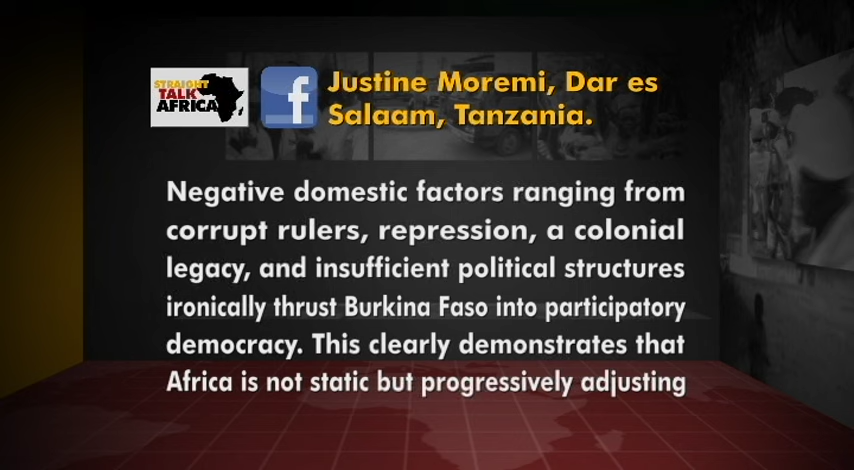 STRAIGHT
TALK
AFRICA
f
Justine Moremi, Dar es
Salaam, Tanzania.
Negative domestic factors ranging from
corrupt rulers, repression, a colonial
legacy, and insufficient political structures
ironically thrust Burkina Faso into participatory
democracy. This clearly demonstrates that
Africa is not static but progressively adjusting